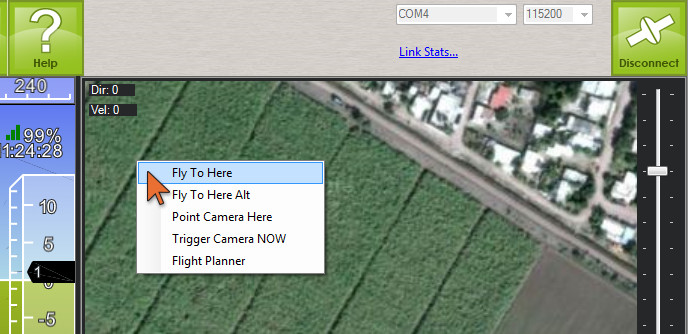 Help
COM4
115200
Link Stats...
Disconnect
240
Dir: 0
Vel: 0
99%
1:24:28
Fly To Here
Fly To Here Alt
Point Camera Here
Trigger Camera NOW
Flight Planner
10
5
1
0
-5